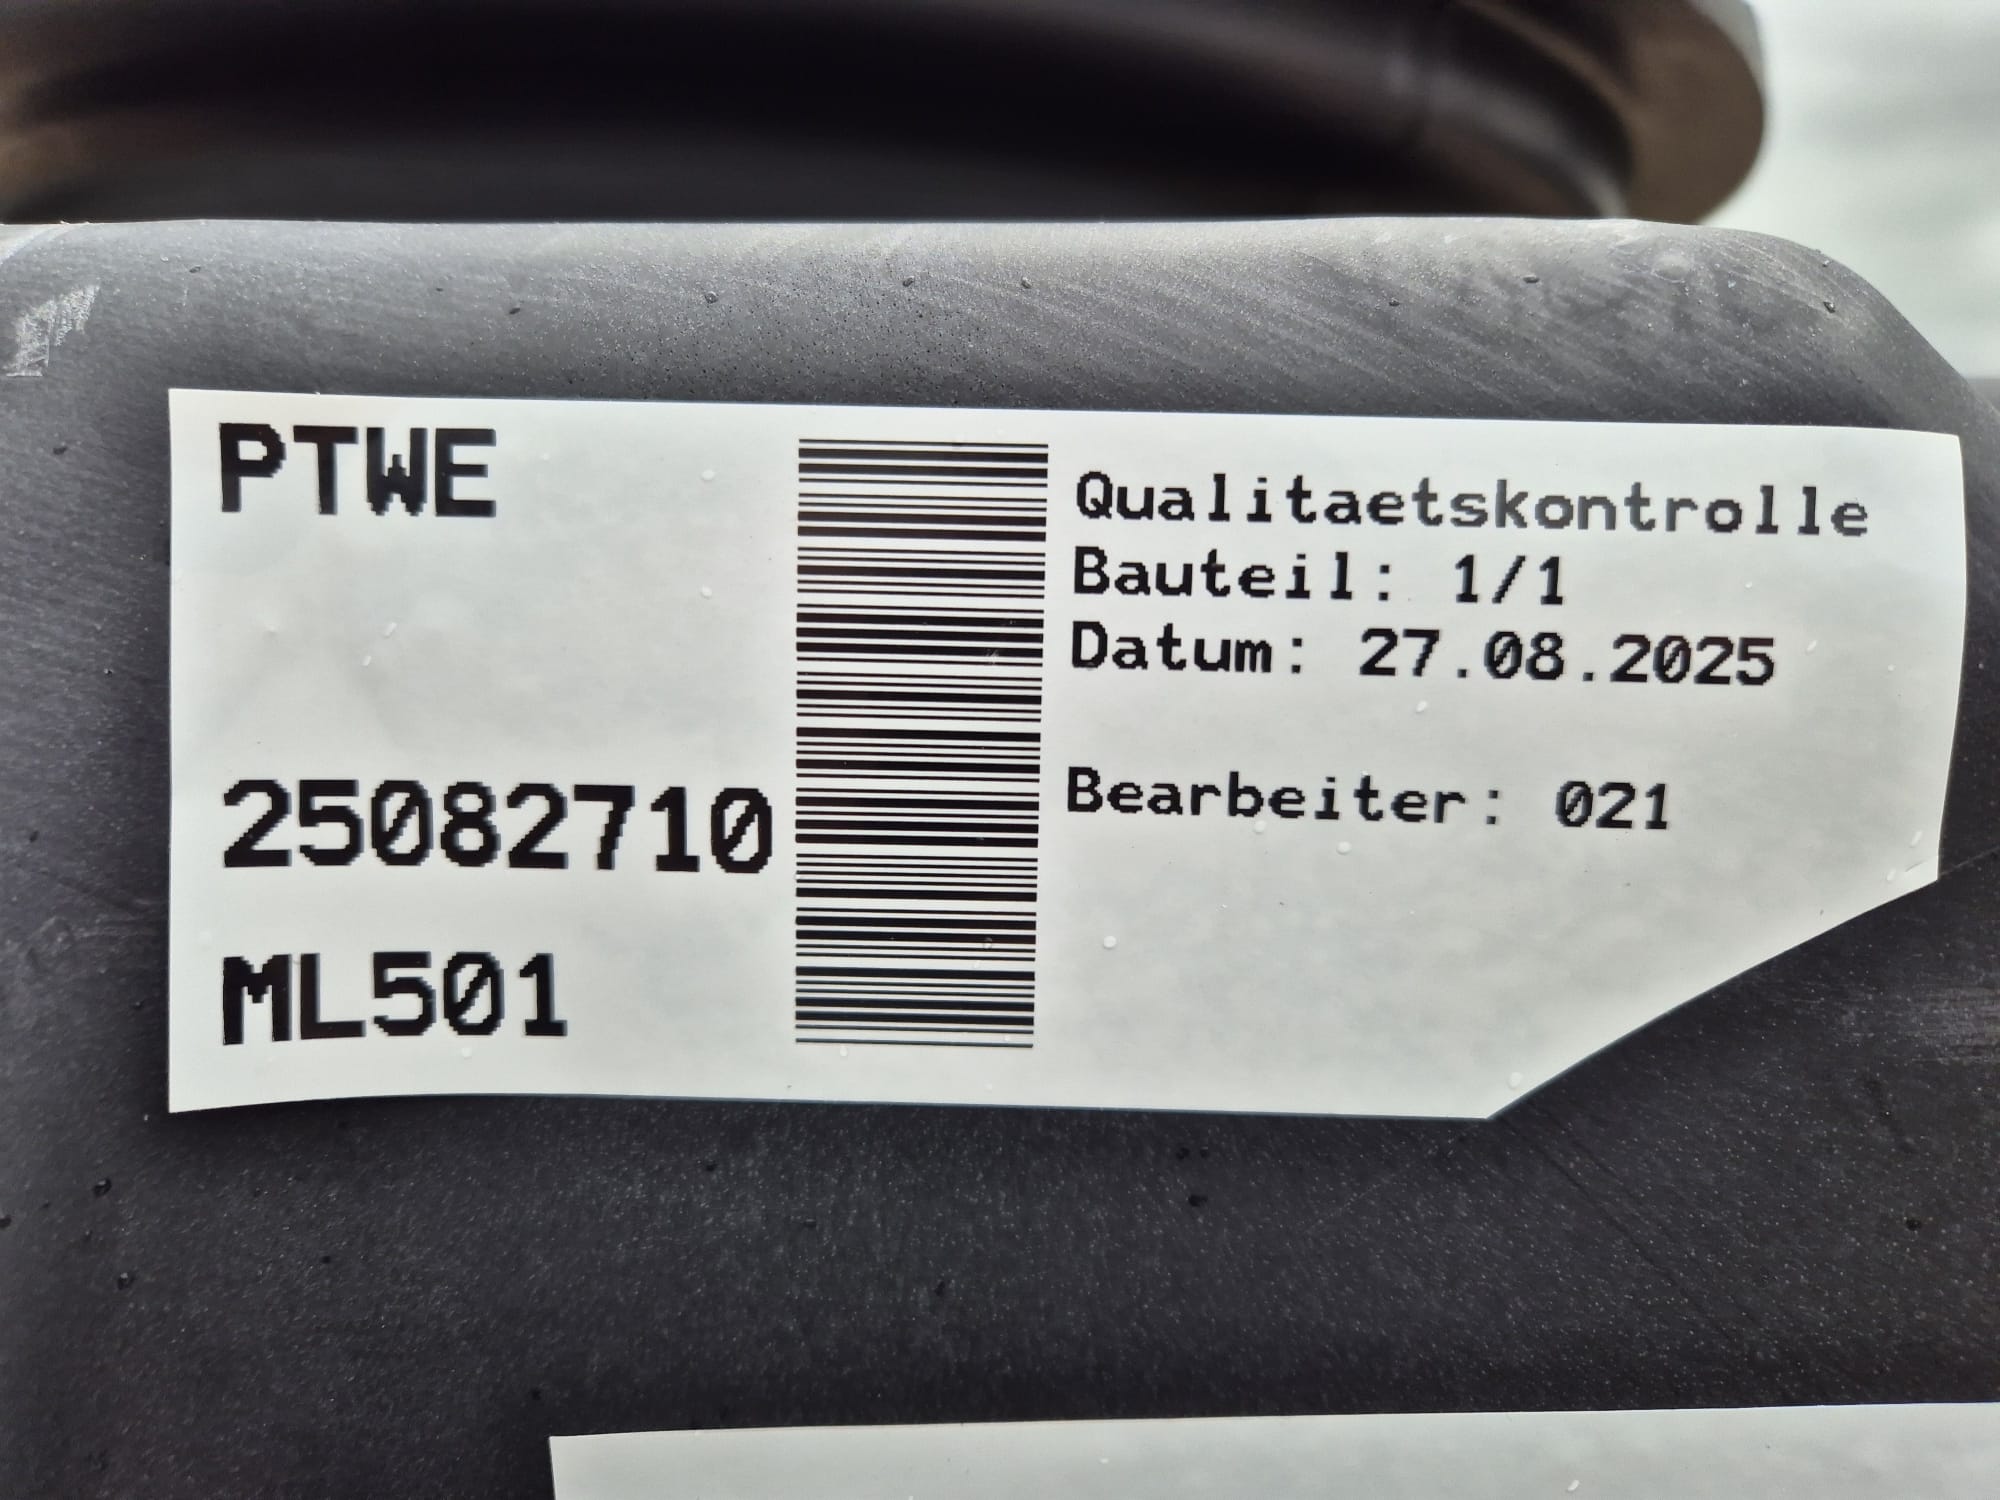 PTWE
25082710
ML501
Qualitaetskontrolle
Bauteil: 1/1
Datum: 27.08.2025
Bearbeiter: 021